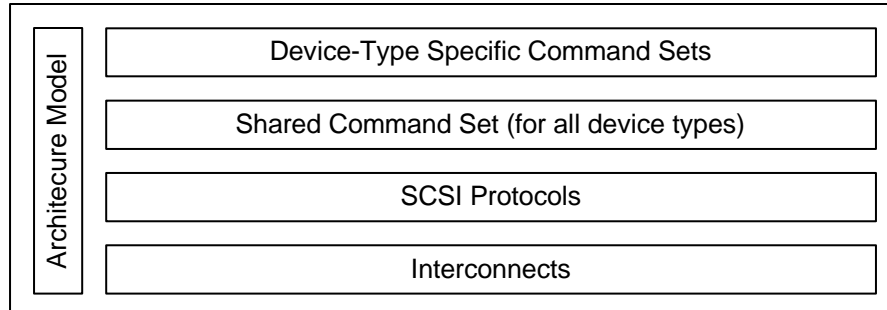 Architecure Model
Device-Type Specific Command Sets
Shared Command Set (for all device types)
SCSI Protocols
Interconnects